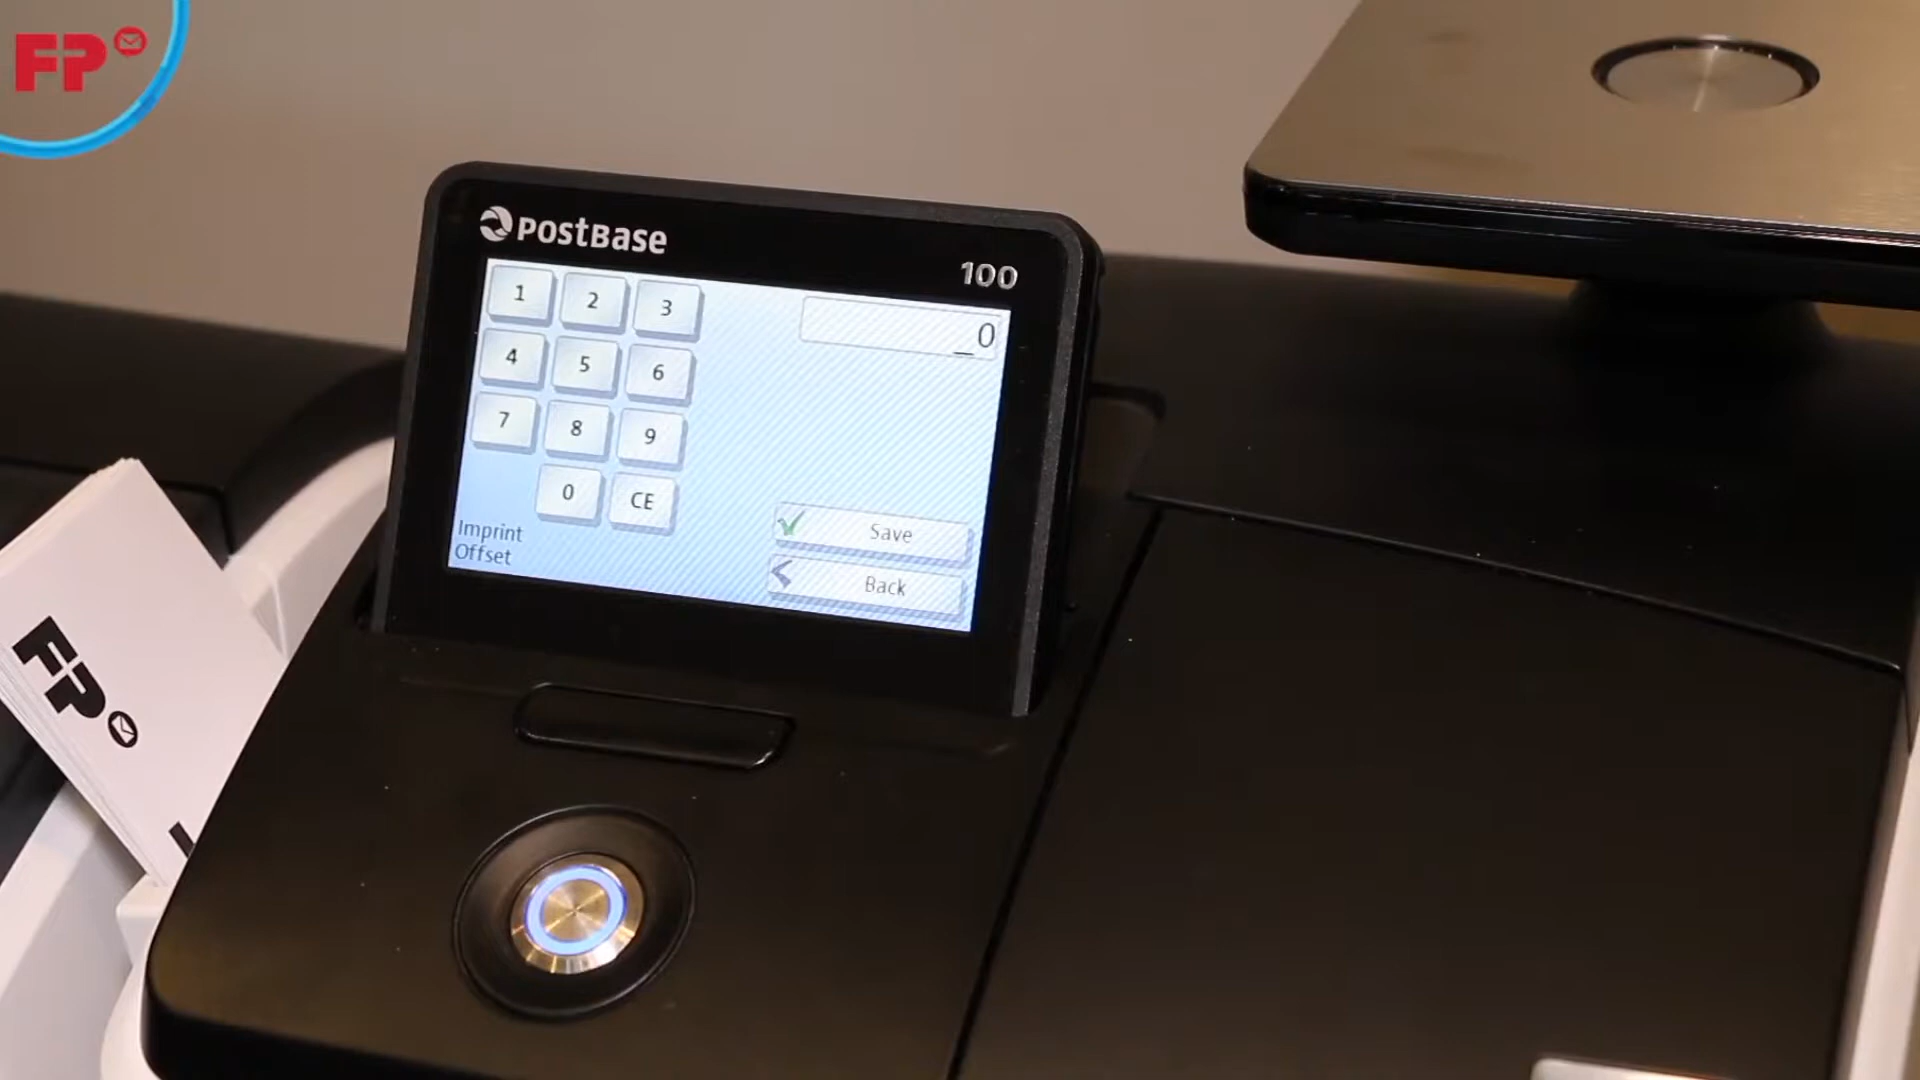 FP
POSTBASE
100
1 2 3
_0
4 5 6
7 8 9
0 CE
Imprint
Offset
Save
Back
FP